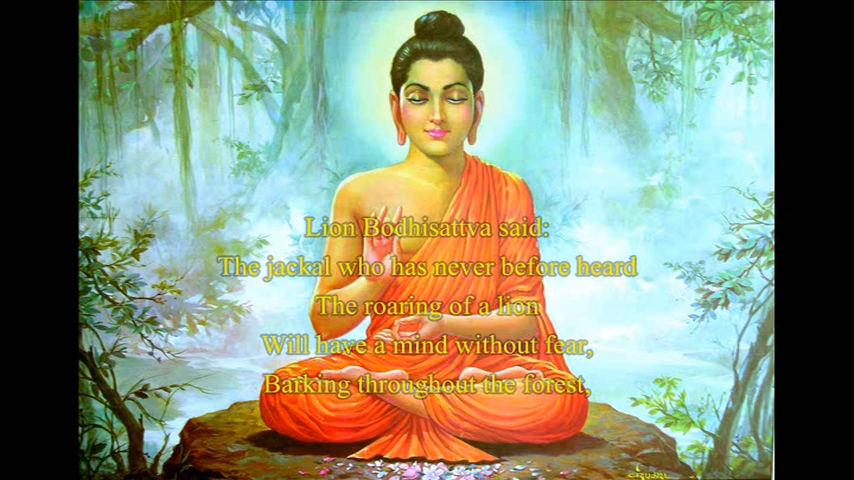 Lion Bodhisattva said:
The jackal who has never before heard
The roaring of a lion
Will have a mind without fear,
Barking throughout the forest,